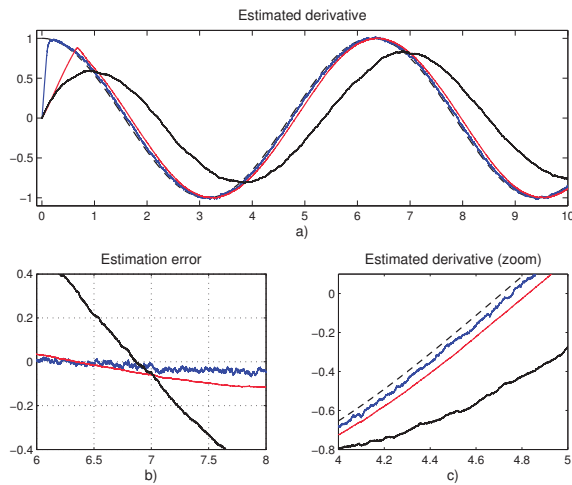 Estimated derivative
1
0.5
0
−0.5
−1
0 1 2 3 4 5 6 7 8 9 10
a)
Estimation error
0.4
0.2
0
−0.2
−0.4
6 6.5 7 7.5 8
b)
Estimated derivative (zoom)
0
−0.2
−0.4
−0.6
−0.8
4 4.2 4.4 4.6 4.8 5
c)